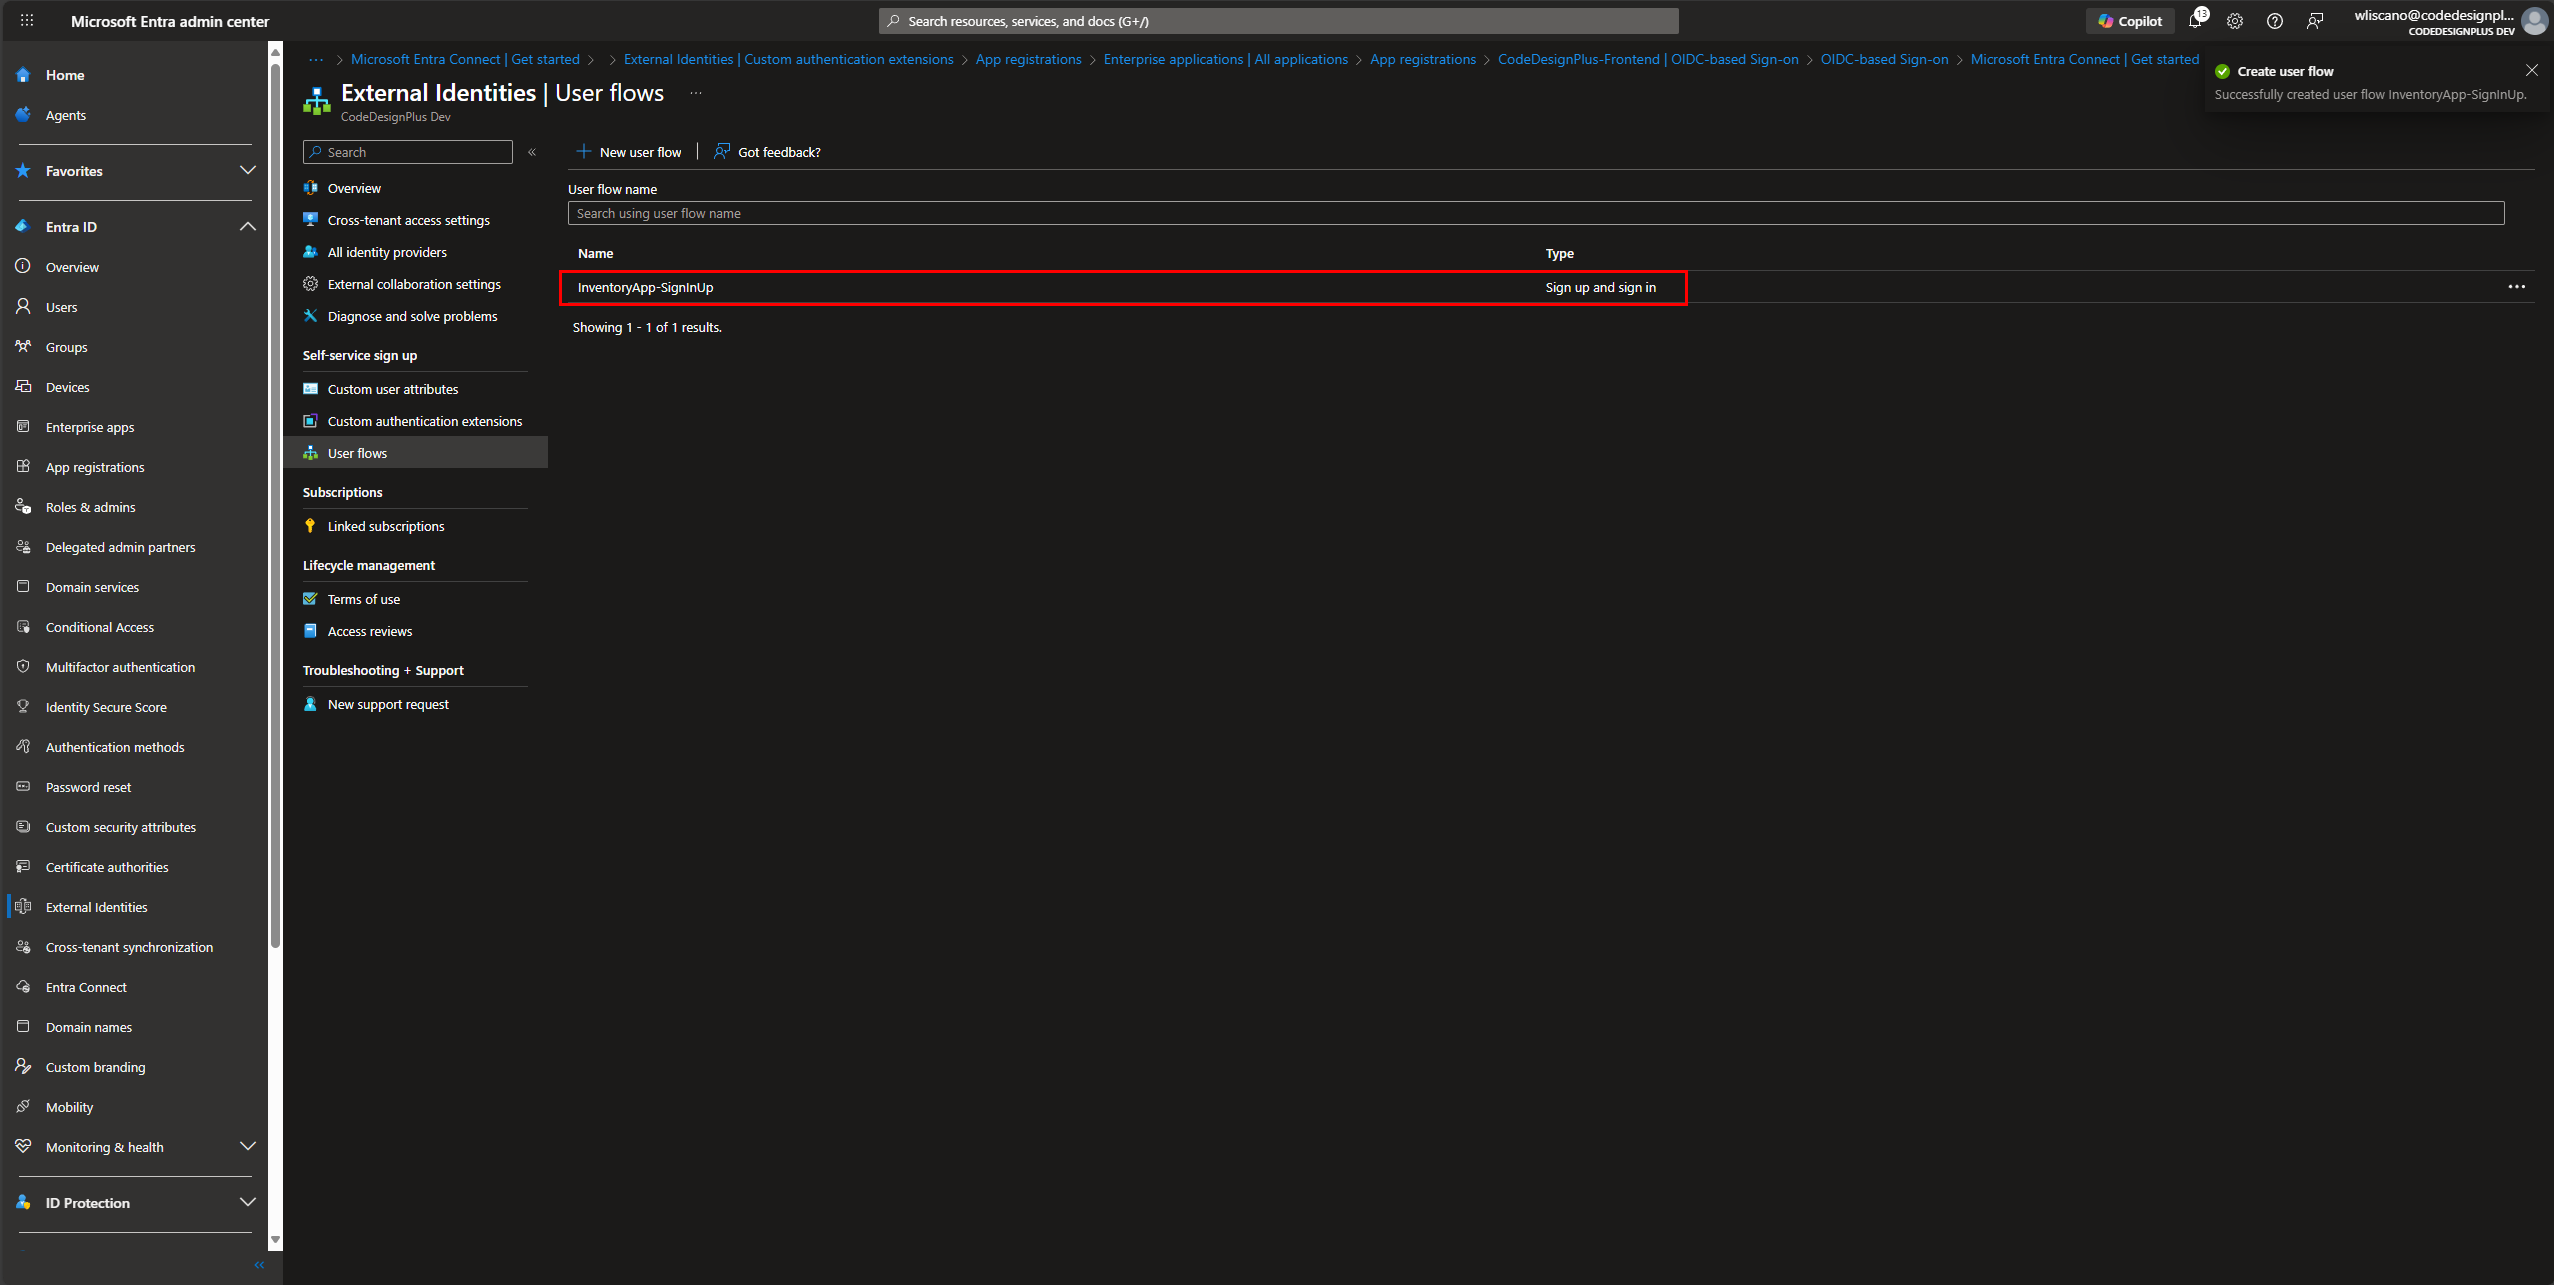 Microsoft Entra admin center
Search resources, services, and docs (G+/)
Copilot
13
wliscano@codedesignpl...
CODEDESIGNPLUS DEV
Home
Agents
Favorites
Entra ID
Overview
Users
Groups
Devices
Enterprise apps
App registrations
Roles & admins
Delegated admin partners
Domain services
Conditional Access
Multifactor authentication
Identity Secure Score
Authentication methods
Password reset
Custom security attributes
Certificate authorities
External Identities
Cross-tenant synchronization
Entra Connect
Domain names
Custom branding
Mobility
Monitoring & health
ID Protection
... > Microsoft Entra Connect | Get started > > External Identities | Custom authentication extensions > App registrations > Enterprise applications | All applications > App registrations > CodeDesignPlus-Frontend | OIDC-based Sign-on > OIDC-based Sign-on > Microsoft Entra Connect | Get started
External Identities | User flows ...
CodeDesignPlus Dev
Create user flow
Successfully created user flow InventoryApp-SignInUp.
Search
Overview
Cross-tenant access settings
All identity providers
External collaboration settings
Diagnose and solve problems
Self-service sign up
Custom user attributes
Custom authentication extensions
User flows
Subscriptions
Linked subscriptions
Lifecycle management
Terms of use
Access reviews
Troubleshooting + Support
New support request
New user flow | Got feedback?
User flow name
Search using user flow name
Name Type
InventoryApp-SignInUp Sign up and sign in ...
Showing 1 - 1 of 1 results.